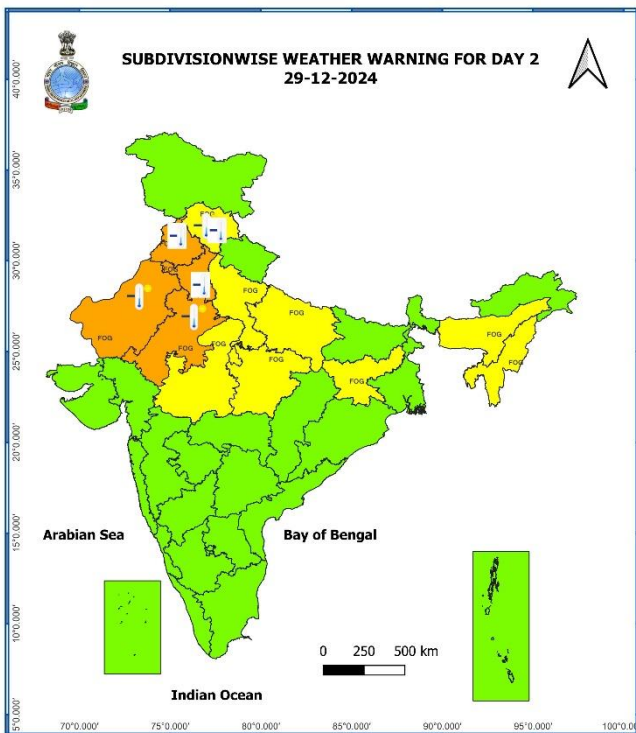 SUBDIVISIONWISE WEATHER WARNING FOR DAY 2
29-12-2024
40°0.000'
35°0.000'
30°0.000'
25°0.000'
20°0.000'
15°0.000'
10°0.000'
5°0.000'
FOG
FOG
FOG
FOG
FOG
FOG
FOG
FOG
FOG
FOG
FOG
Arabian Sea
Bay of Bengal
0 250 500 km
Indian Ocean
70°0.000' 75°0.000' 80°0.000' 85°0.000' 90°0.000' 95°0.000' 100°0.000